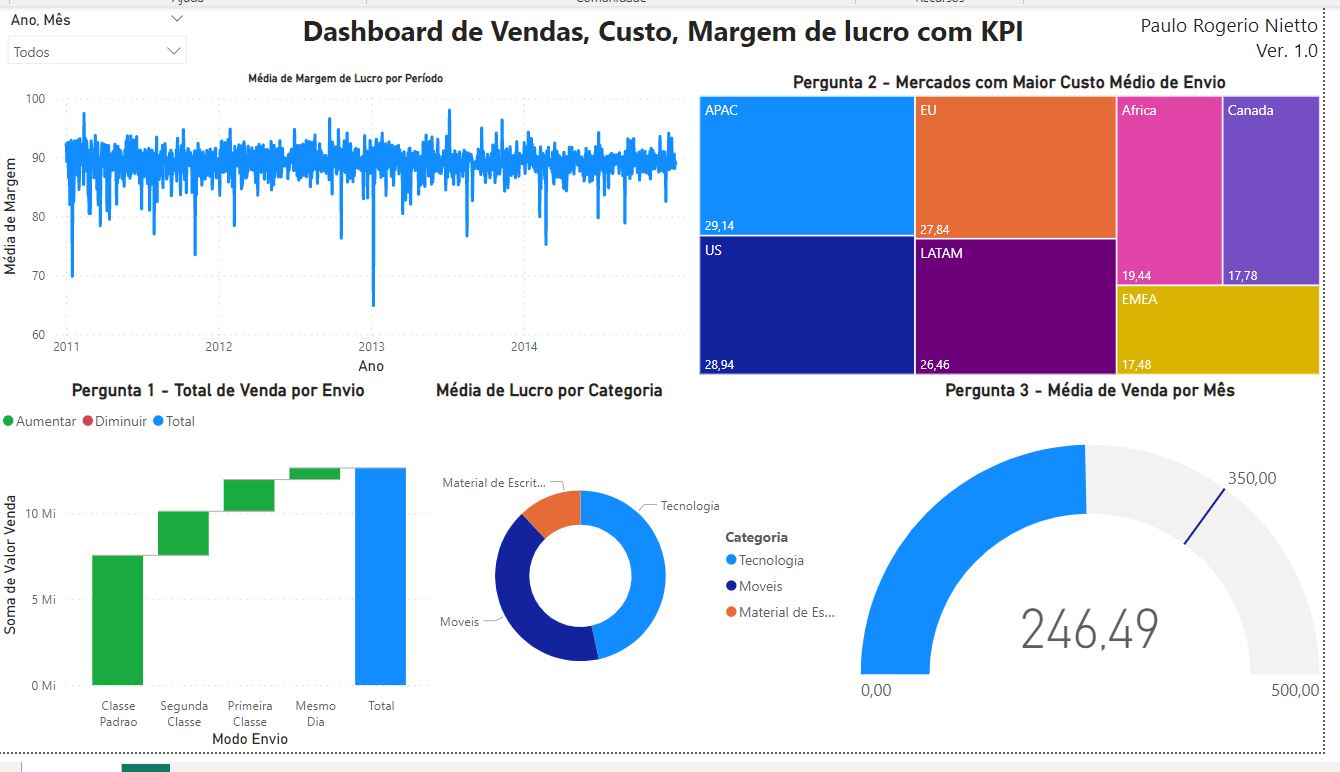 Ano, Mês
Todos
Dashboard de Vendas, Custo, Margem de lucro com KPI
Paulo Rogerio Nietto
Ver. 1.0
Média de Margem de Lucro por Período
Média de Margem
100
90
80
70
60
2011
2012
2013
2014
Ano
Pergunta 2 - Mercados com Maior Custo Médio de Envio
APAC
29,14
US
28,94
EU
27,84
LATAM
26,46
Africa
19,44
Canada
17,78
EMEA
17,48
Pergunta 1 - Total de Venda por Envio
Aumentar
Diminuir
Total
Soma de Valor Venda
10 Mi
5 Mi
0 Mi
Classe
Padrao
Segunda
Classe
Primeira
Classe
Mesmo
Dia
Total
Modo Envio
Média de Lucro por Categoria
Material de Escrit...
Tecnologia
Moveis
Categoria
Tecnologia
Moveis
Material de Es...
Pergunta 3 - Média de Venda por Mês
350,00
246,49
0,00
500,00